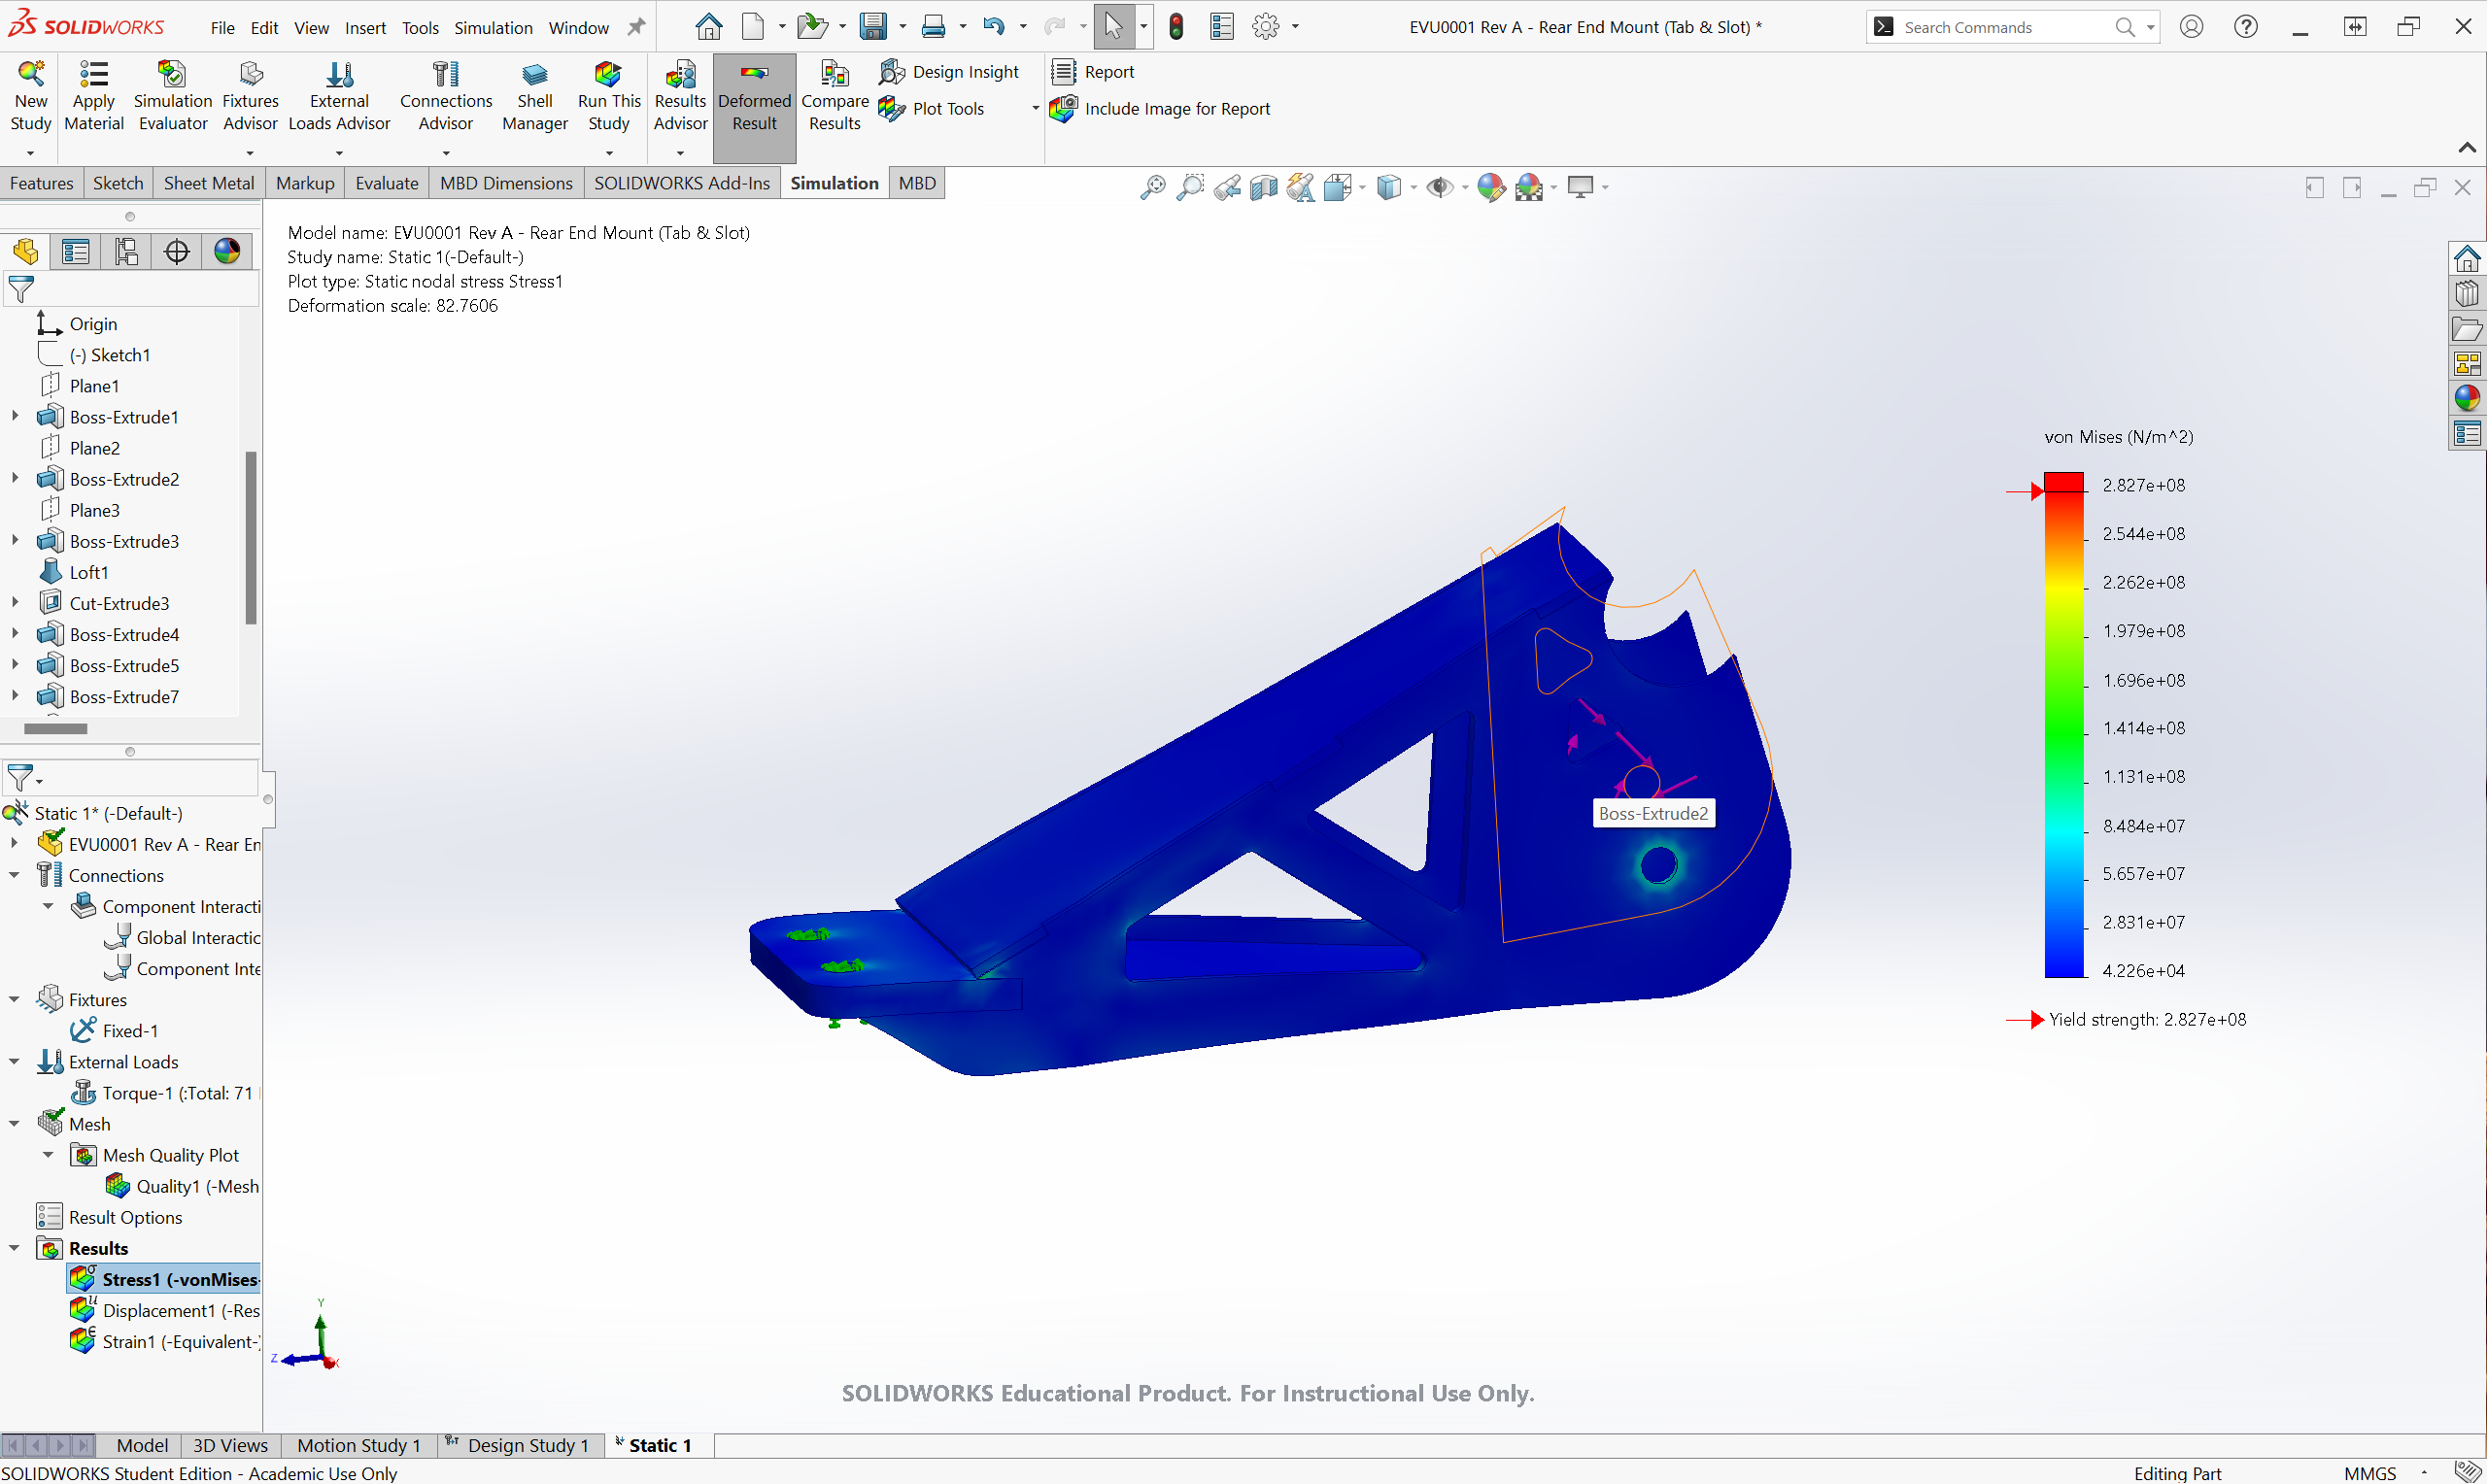 SOLIDWORKS
File Edit View Insert Tools Simulation Window
EVU0001 Rev A - Rear End Mount (Tab & Slot) *
Search Commands
New Study
Apply Material
Simulation Evaluator
Fixtures Advisor
External Loads Advisor
Connections Advisor
Shell Manager
Run This Study
Results Advisor
Deformed Result
Compare Results
Design Insight
Plot Tools
Report
Include Image for Report
Features Sketch Sheet Metal Markup Evaluate MBD Dimensions SOLIDWORKS Add-Ins Simulation MBD
Origin
(-) Sketch1
Plane1
Boss-Extrude1
Plane2
Boss-Extrude2
Plane3
Boss-Extrude3
Loft1
Cut-Extrude3
Boss-Extrude4
Boss-Extrude5
Boss-Extrude7
Static 1* (-Default-)
EVU0001 Rev A - Rear En
Connections
Component Interacti
Global Interactic
Component Inte
Fixtures
Fixed-1
External Loads
Torque-1 (:Total: 71
Mesh
Mesh Quality Plot
Quality1 (-Mesh
Result Options
Results
Stress1 (-vonMises-
Displacement1 (-Res
Strain1 (-Equivalent-)
Model name: EVU0001 Rev A - Rear End Mount (Tab & Slot)
Study name: Static 1(-Default-)
Plot type: Static nodal stress Stress1
Deformation scale: 82.7606
Boss-Extrude2
von Mises (N/m^2)
2.827e+08
2.544e+08
2.262e+08
1.979e+08
1.696e+08
1.414e+08
1.131e+08
8.484e+07
5.657e+07
2.831e+07
4.226e+04
Yield strength: 2.827e+08
Y
Z
X
SOLIDWORKS Educational Product. For Instructional Use Only.
Model 3D Views Motion Study 1 Design Study 1 Static 1
SOLIDWORKS Student Edition - Academic Use Only
Editing Part
MMGS